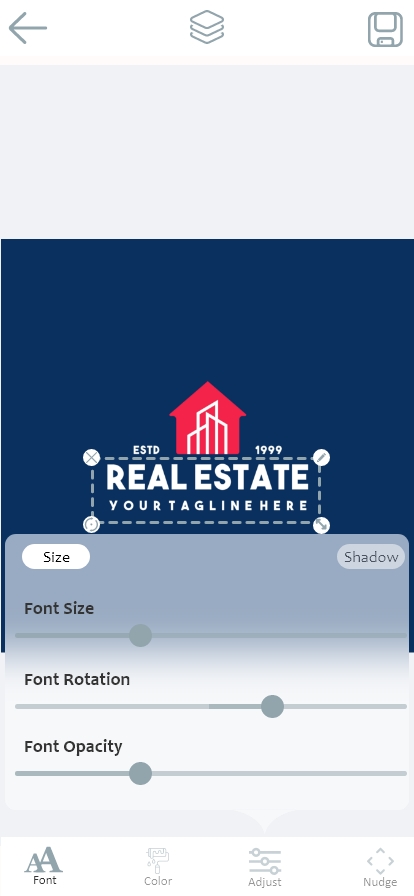 ESTD 1999
REAL ESTATE
YOUR TAGLINE HERE
Size Shadow
Font Size
Font Rotation
Font Opacity
AA
Font Color Adjust Nudge